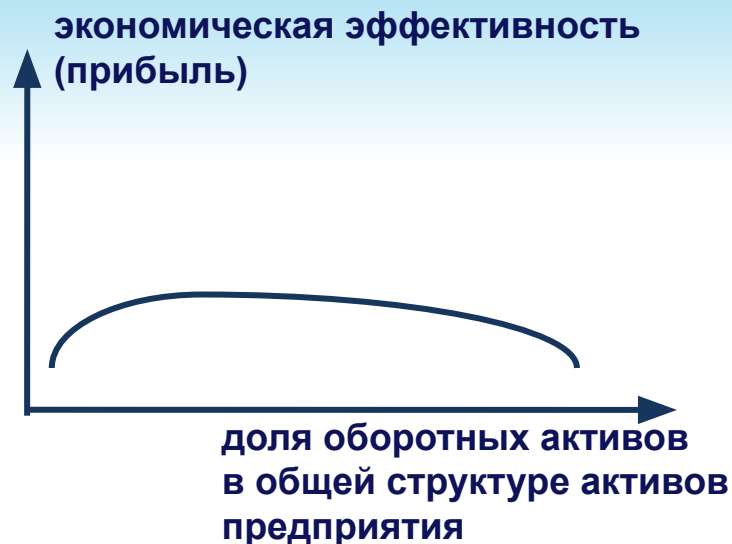 экономическая эффективность
(прибыль)
доля оборотных активов
в общей структуре активов
предприятия